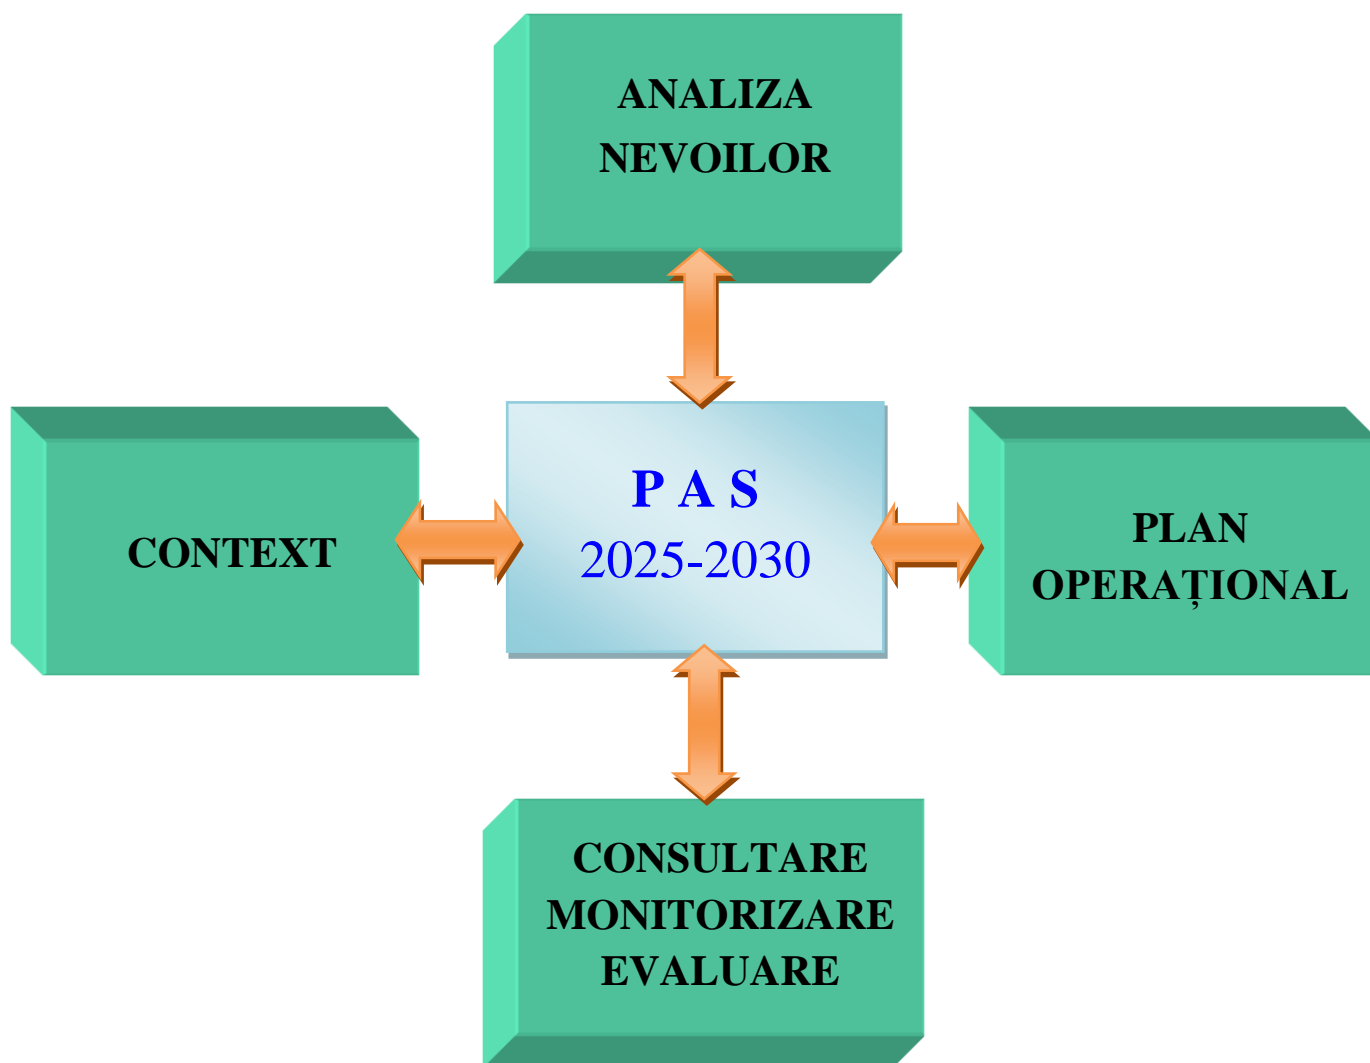 ANALIZA
NEVOILOR
CONTEXT
P A S
2025-2030
PLAN
OPERAȚIONAL
CONSULTARE
MONITORIZARE
EVALUARE